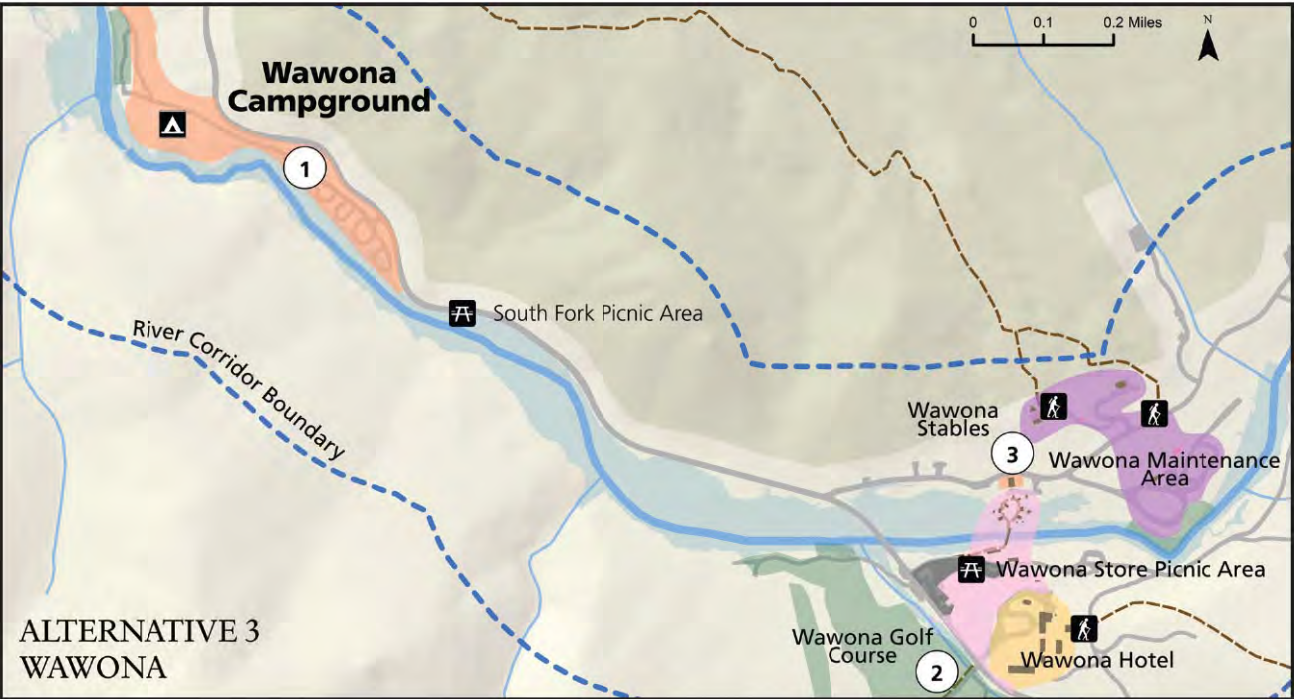 0 0.1 0.2 Miles
N
Wawona
Campground
1
South Fork Picnic Area
River Corridor Boundary
Wawona
Stables
3
Wawona Maintenance
Area
Wawona Store Picnic Area
Wawona Golf
Course
2
Wawona Hotel
ALTERNATIVE 3
WAWONA